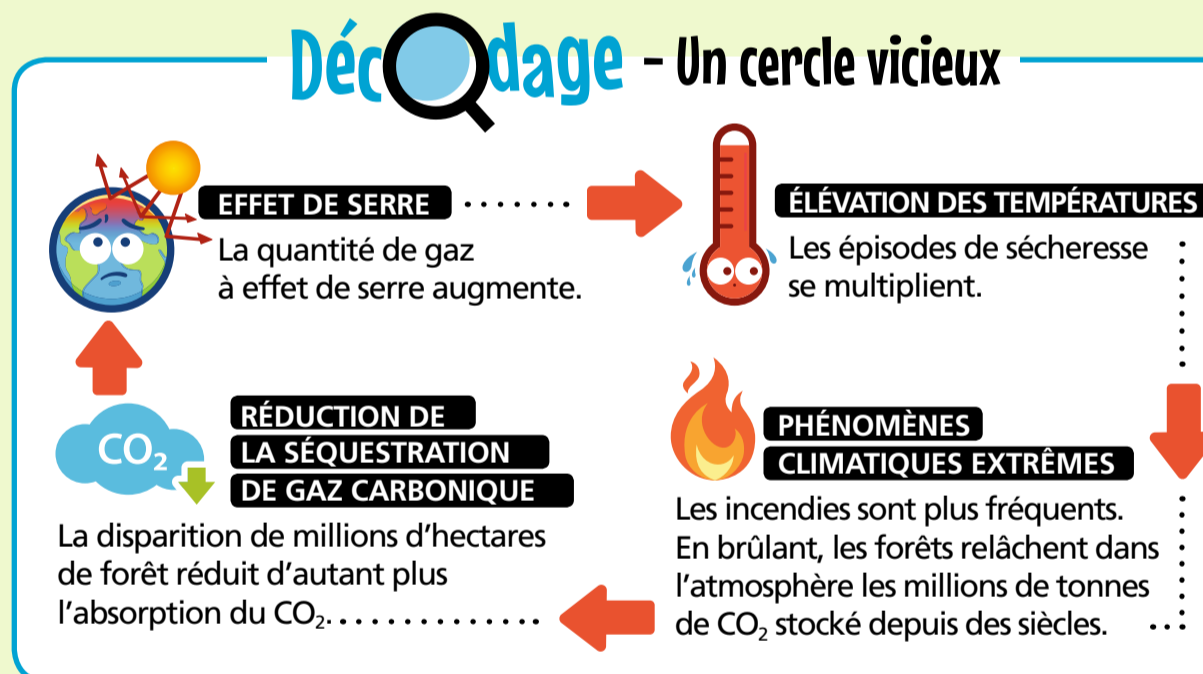 Décodage – Un cercle vicieux
EFFET DE SERRE
La quantité de gaz
à effet de serre augmente.
ÉLÉVATION DES TEMPÉRATURES
Les épisodes de sécheresse
se multiplient.
PHÉNOMÈNES
CLIMATIQUES EXTRÊMES
Les incendies sont plus fréquents.
En brûlant, les forêts relâchent dans
l’atmosphère les millions de tonnes
de CO₂ stocké depuis des siècles.
CO₂
RÉDUCTION DE
LA SÉQUESTRATION
DE GAZ CARBONIQUE
La disparition de millions d’hectares
de forêt réduit d’autant plus
l’absorption du CO₂.